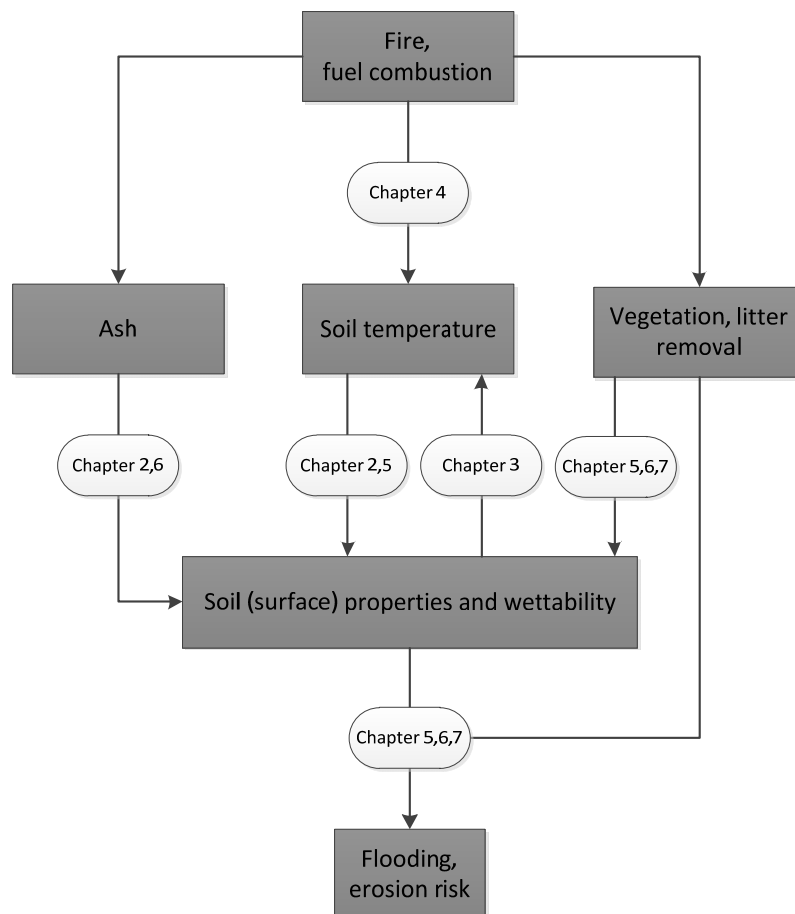 Fire,
fuel combustion
Chapter 4
Ash
Soil temperature
Vegetation, litter
removal
Chapter 2,6
Chapter 2,5
Chapter 3
Chapter 5,6,7
Soil (surface) properties and wettability
Chapter 5,6,7
Flooding,
erosion risk